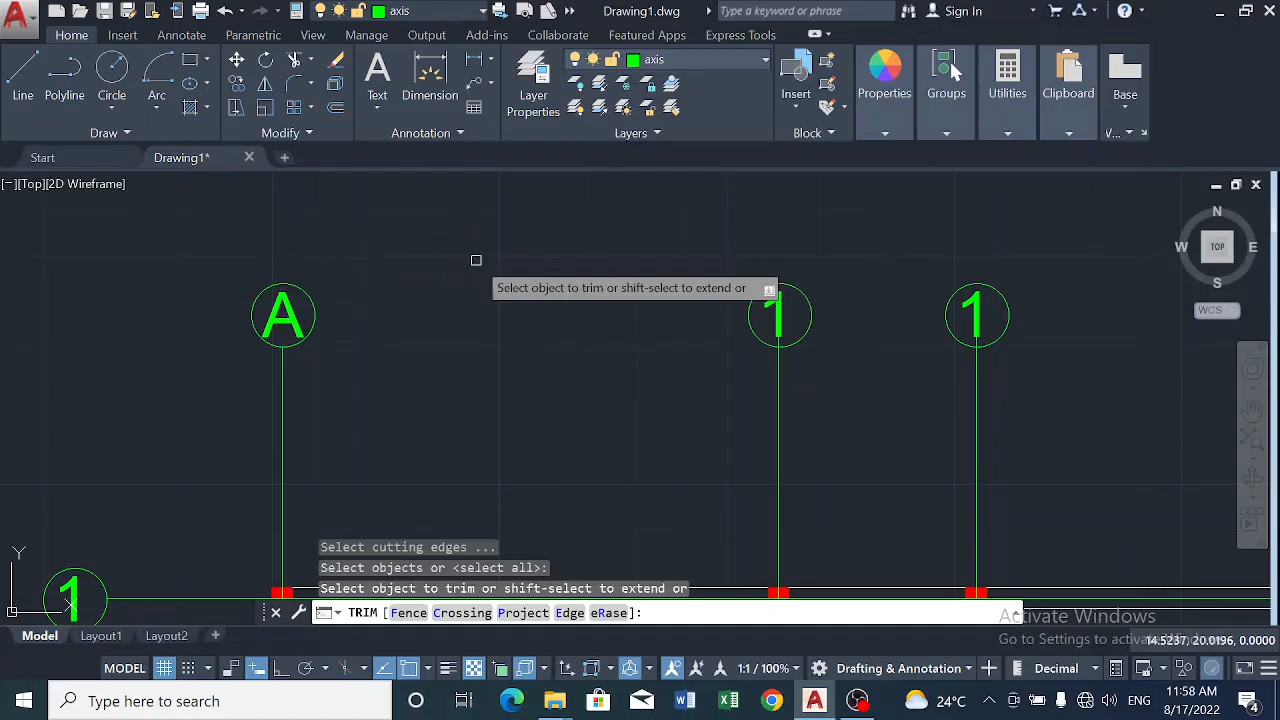 axis
Drawing1.dwg
Type a keyword or phrase
Sign In
Home
Insert
Annotate
Parametric
View
Manage
Output
Add-ins
Collaborate
Featured Apps
Express Tools
Line
Polyline
Circle
Arc
Text
Dimension
Layer
Properties
axis
Insert
Properties
Groups
Utilities
Clipboard
Base
Draw
Modify
Annotation
Layers
Block
V...
Start
Drawing1*
[−][Top][2D Wireframe]
N
W
TOP
E
S
WCS
Select object to trim or shift-select to extend or
A
1
1
Y
Select cutting edges ...
Select objects or <select all>:
Select object to trim or shift-select to extend or
1
X
TRIM [Fence Crossing Project Edge eRase]:
Activate Windows
Go to Settings to activate Windows.
Model
Layout1
Layout2
14.5237, 20.0196, 0.0000
MODEL
1:1 / 100%
Drafting & Annotation
Decimal
Type here to search
24°C
ENG
11:58 AM
8/17/2022